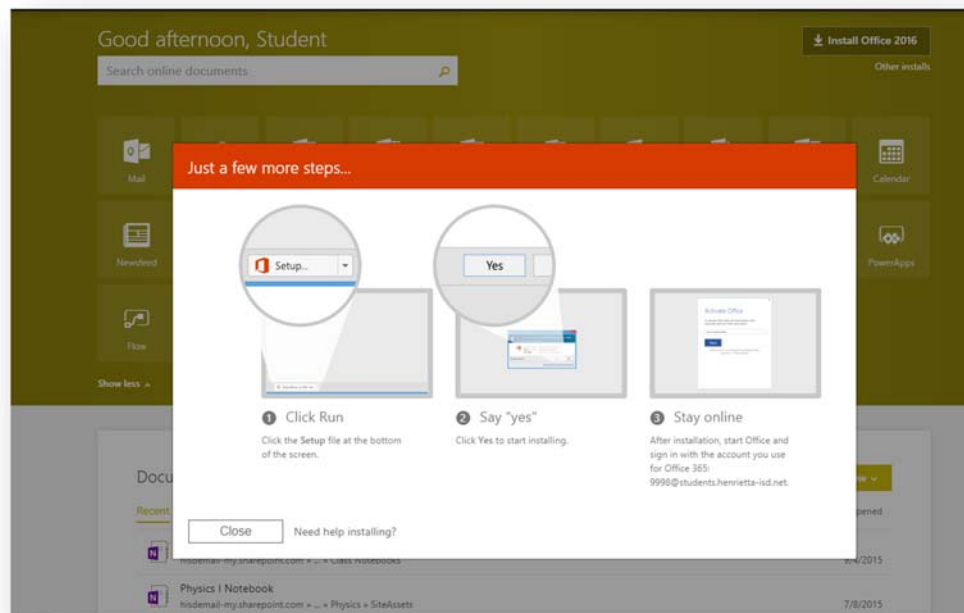 Good afternoon, Student
Install Office 2016
Search online documents
Other installs
Mail
Calendar
Just a few more steps...
Newsfeed
PowerApps
Setup...
Yes
Flow
Activate Office
Show less
1 Click Run
2 Say "yes"
3 Stay online
Click the Setup file at the bottom
of the screen.
Click Yes to start installing.
After installation, start Office and
sign in with the account you use
for Office 365:
9998@students.henrietta-isd.net.
Docu
Recent
pened
Close
Need help installing?
hisdemail-my.sharepoint.com » ... » Class Notebooks
9/4/2015
Physics I Notebook
hisdemail-my.sharepoint.com » ... » Physics » SiteAssets
7/8/2015